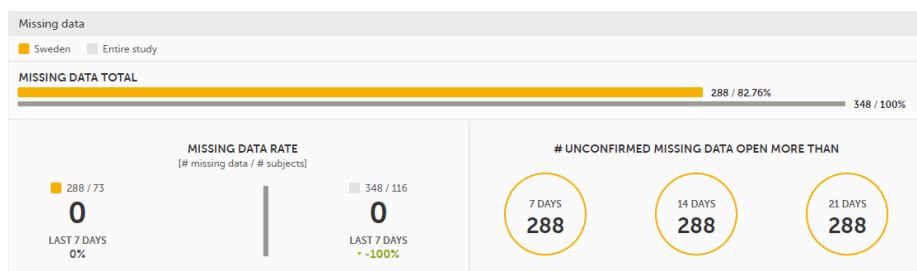 Missing data
Sweden Entire study
MISSING DATA TOTAL
288 / 82.76%
348 / 100%
MISSING DATA RATE
[# missing data / # subjects]
288 / 73
0
LAST 7 DAYS
0%
348 / 116
0
LAST 7 DAYS
-100%
# UNCONFIRMED MISSING DATA OPEN MORE THAN
7 DAYS
288
14 DAYS
288
21 DAYS
288